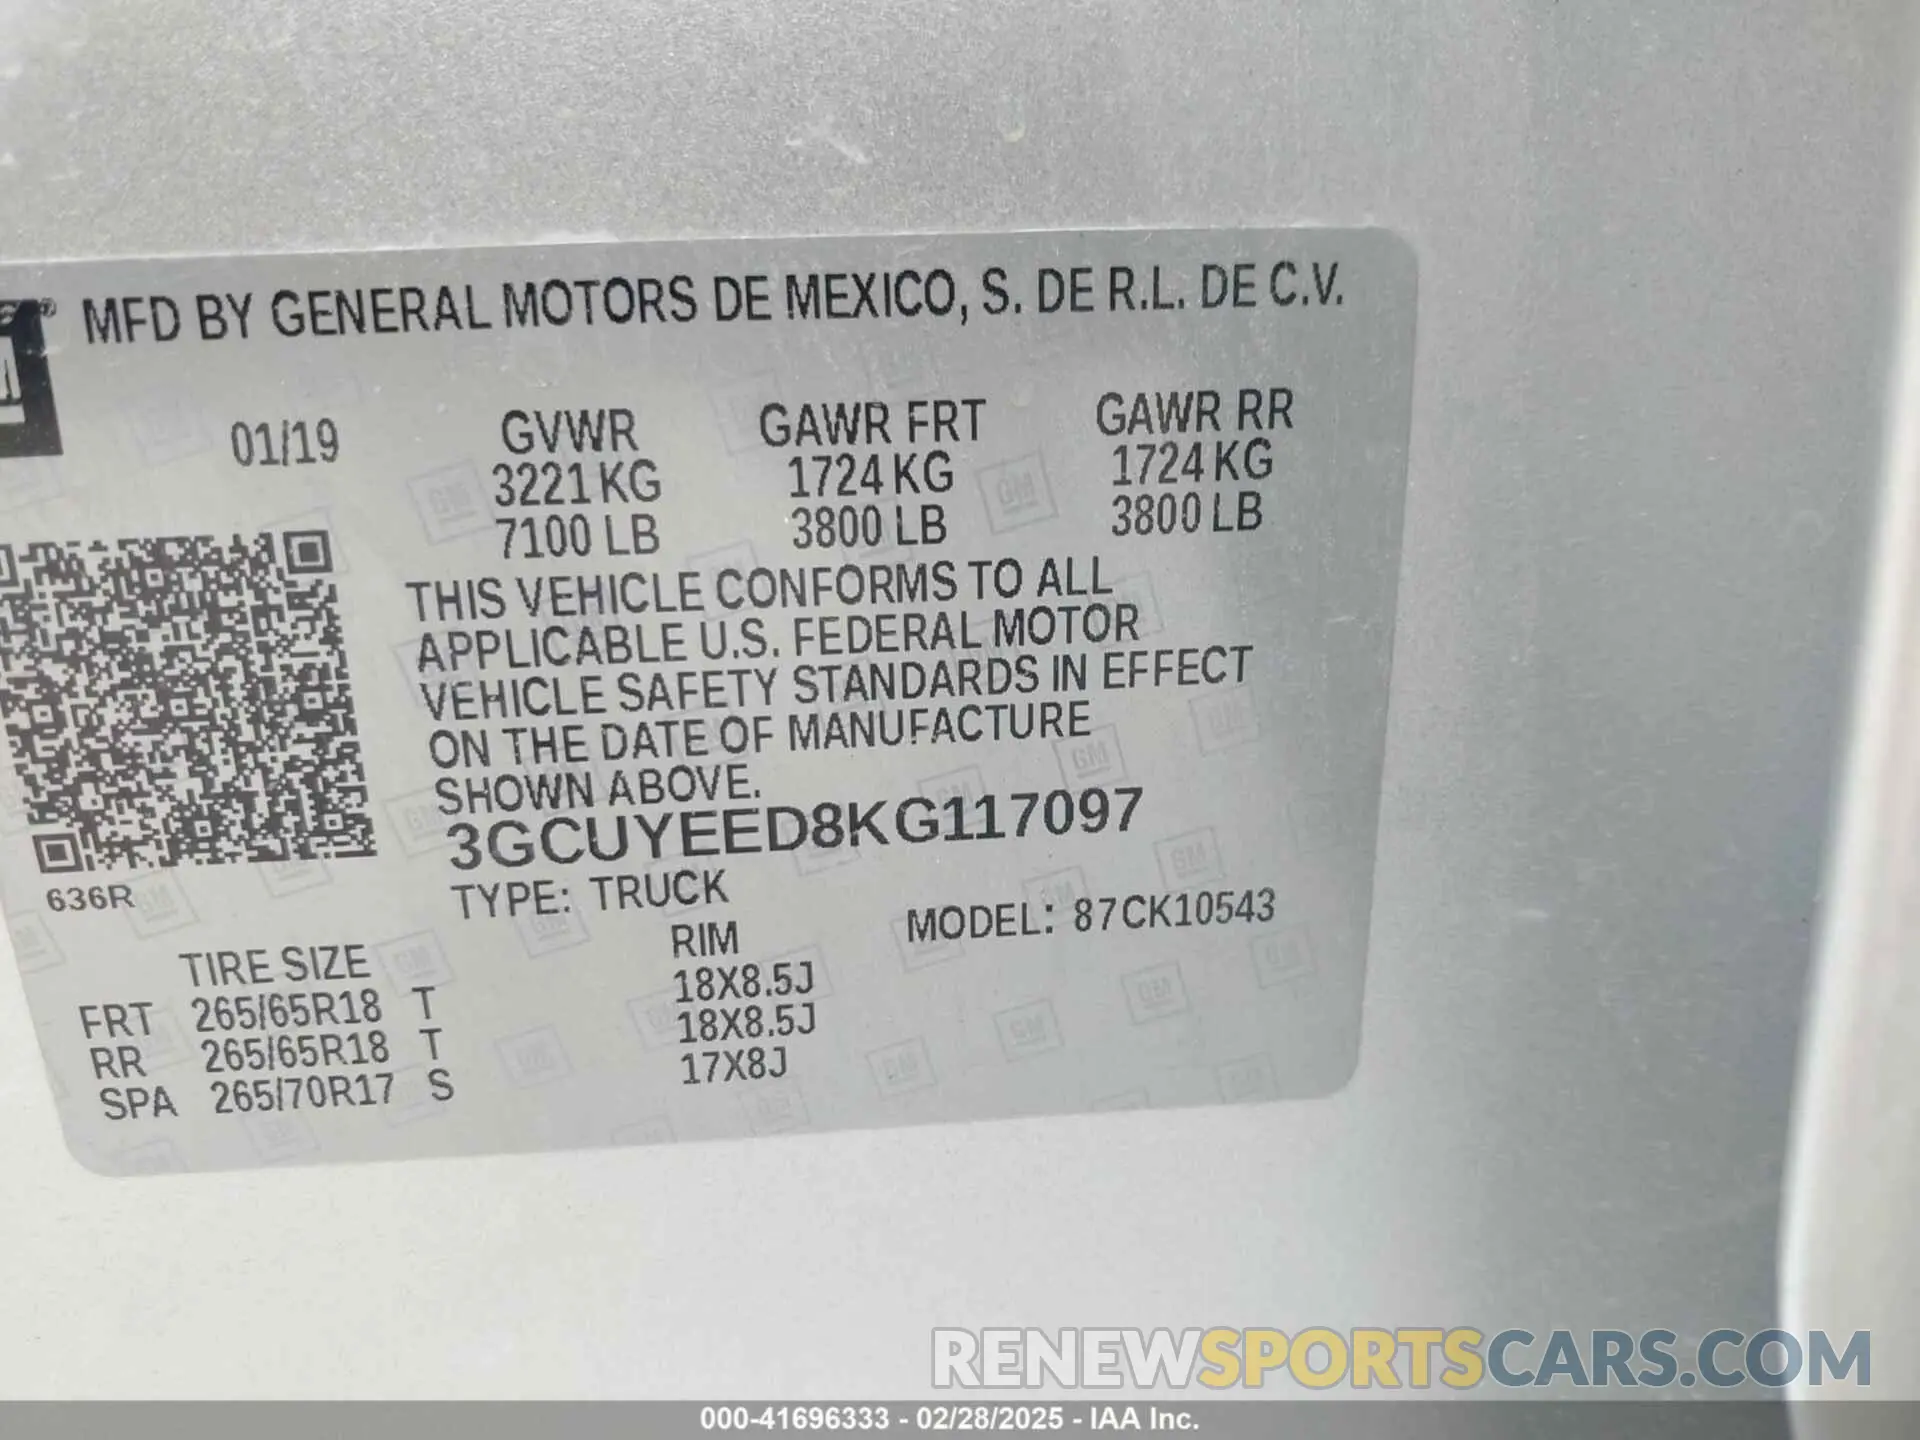 MFD BY GENERAL MOTORS DE MEXICO, S. DE R.L. DE C.V.
01/19 GVWR GAWR FRT GAWR RR
3221 KG 1724 KG 1724 KG
7100 LB 3800 LB 3800 LB
THIS VEHICLE CONFORMS TO ALL
APPLICABLE U.S. FEDERAL MOTOR
VEHICLE SAFETY STANDARDS IN EFFECT
ON THE DATE OF MANUFACTURE
SHOWN ABOVE.
3GCUYEED8KG117097
636R
TYPE: TRUCK MODEL: 87CK10543
TIRE SIZE RIM
FRT 265/65R18 T 18X8.5J
RR 265/65R18 T 18X8.5J
SPA 265/70R17 S 17X8J
RENEWSPORTSCARS.COM
000-41696333 - 02/28/2025 - IAA Inc.